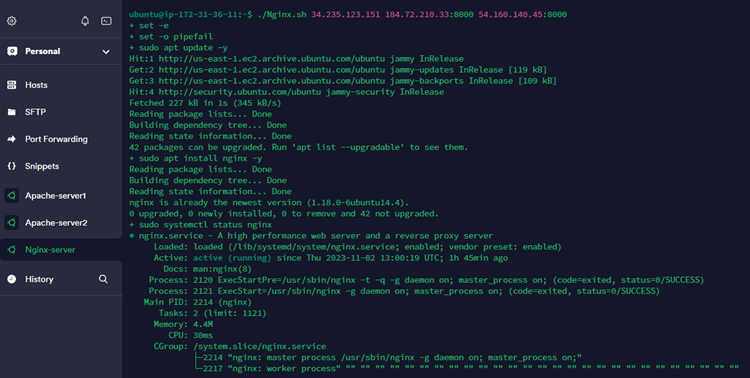 Personal
Hosts
SFTP
Port Forwarding
{} Snippets
Apache-server1
Apache-server2
Nginx-server
History
ubuntu@ip-172-31-36-11:~$ ./Nginx.sh 34.235.123.151 184.72.210.33:8000 54.160.140.45:8000
+ set -e
+ set -o pipefail
+ sudo apt update -y
Hit:1 http://us-east-1.ec2.archive.ubuntu.com/ubuntu jammy InRelease
Get:2 http://us-east-1.ec2.archive.ubuntu.com/ubuntu jammy-updates InRelease [119 kB]
Get:3 http://us-east-1.ec2.archive.ubuntu.com/ubuntu jammy-backports InRelease [109 kB]
Hit:4 http://security.ubuntu.com/ubuntu jammy-security InRelease
Fetched 227 kB in 1s (345 kB/s)
Reading package lists... Done
Building dependency tree... Done
Reading state information... Done
42 packages can be upgraded. Run 'apt list --upgradable' to see them.
+ sudo apt install nginx -y
Reading package lists... Done
Building dependency tree... Done
Reading state information... Done
nginx is already the newest version (1.18.0-6ubuntu14.4).
0 upgraded, 0 newly installed, 0 to remove and 42 not upgraded.
+ sudo systemctl status nginx
● nginx.service - A high performance web server and a reverse proxy server
Loaded: loaded (/lib/systemd/system/nginx.service; enabled; vendor preset: enabled)
Active: active (running) since Thu 2023-11-02 13:00:19 UTC; 1h 45min ago
Docs: man:nginx(8)
Process: 2120 ExecStartPre=/usr/sbin/nginx -t -q -g daemon on; master_process on; (code=exited, status=0/SUCCESS)
Process: 2121 ExecStart=/usr/sbin/nginx -g daemon on; master_process on; (code=exited, status=0/SUCCESS)
Main PID: 2214 (nginx)
Tasks: 2 (limit: 1121)
Memory: 4.4M
CPU: 30ms
CGroup: /system.slice/nginx.service
├─2214 "nginx: master process /usr/sbin/nginx -g daemon on; master_process on;"
└─2217 "nginx: worker process" "" "" "" "" "" "" "" "" "" "" "" "" "" "" "" "" "" "" "" "" "" "" "" "" "" "" ""